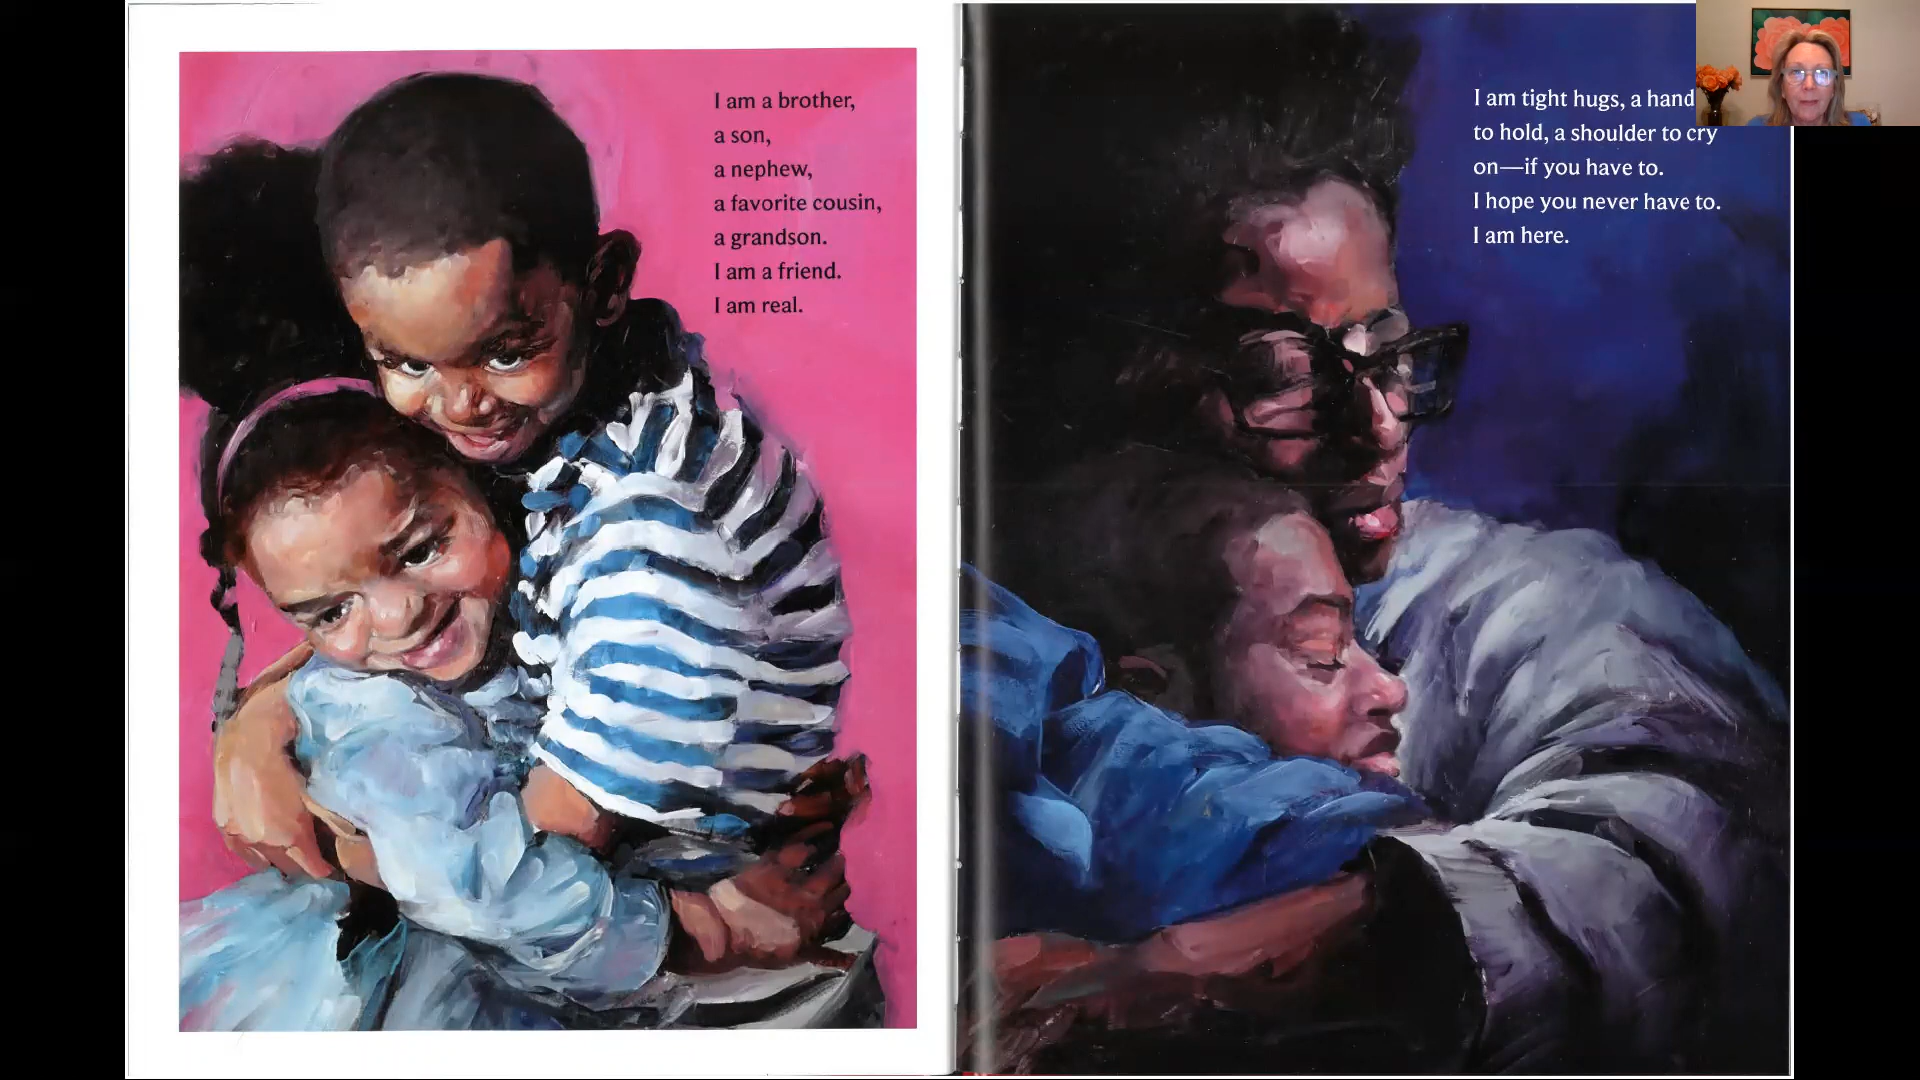 I am a brother,
a son,
a nephew,
a favorite cousin,
a grandson.
I am a friend.
I am real.
I am tight hugs, a hand
to hold, a shoulder to cry
on—if you have to.
I hope you never have to.
I am here.